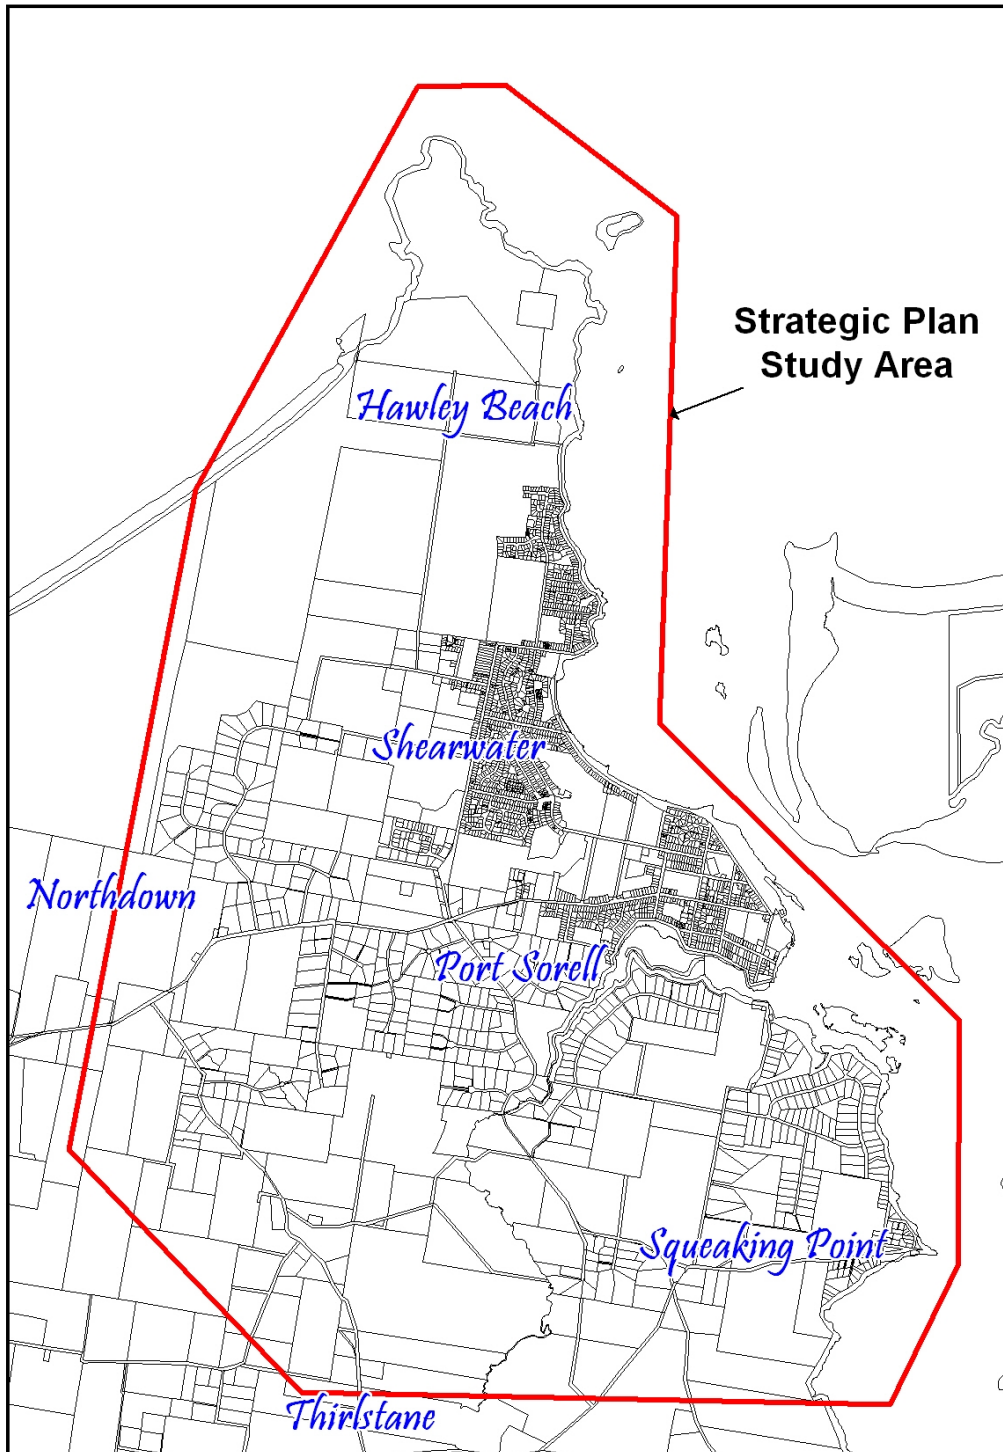 Strategic Plan
Study Area
Hawley Beach
Shearwater
Northdown
Port Sorell
Squeaking Point
Thirlstane